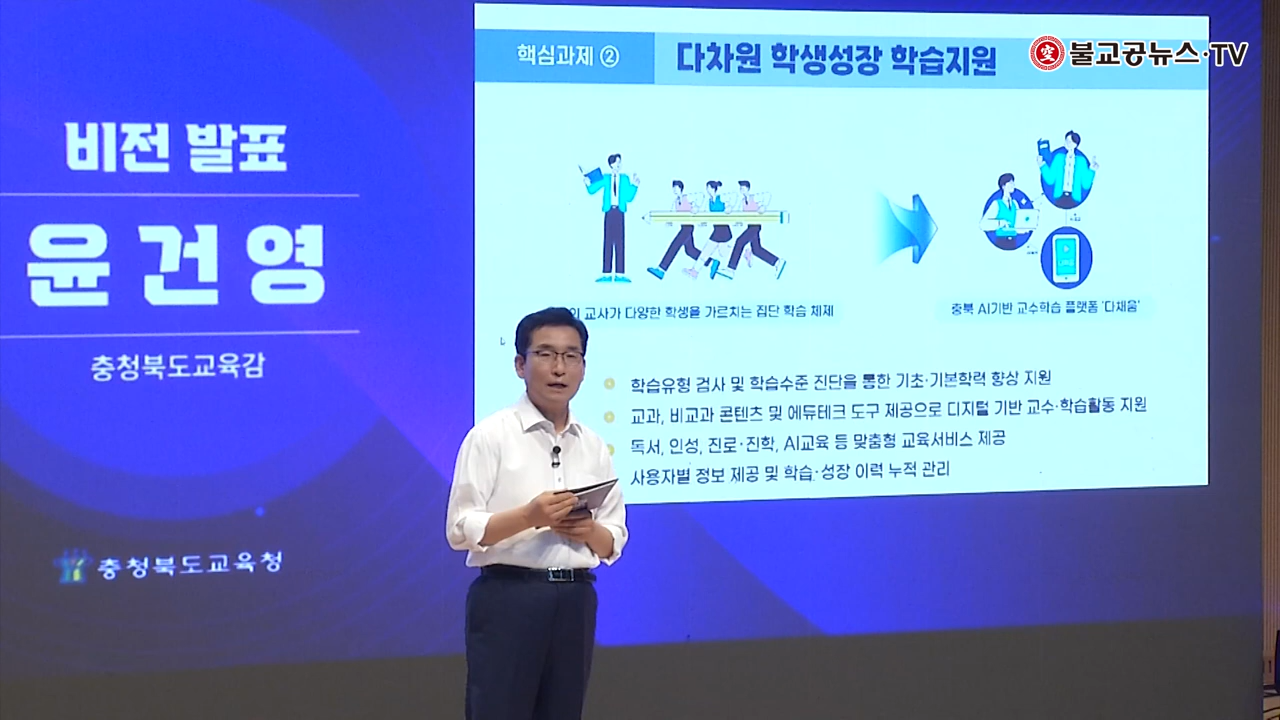 비전 발표
윤건영
충청북도교육감
충청북도교육청
핵심과제 ②
다차원 학생성장 학습지원
空 불교공뉴스·TV
교사가 다양한 학생을 가르치는 집단 학습 체제
충북 AI기반 교수학습 플랫폼 '다채움'
학습유형 검사 및 학습수준 진단을 통한 기초·기본학력 향상 지원
교과, 비교과 콘텐츠 및 에듀테크 도구 제공으로 디지털 기반 교수·학습활동 지원
독서, 인성, 진로·진학, AI교육 등 맞춤형 교육서비스 제공
사용자별 정보 제공 및 학습·성장 이력 누적 관리